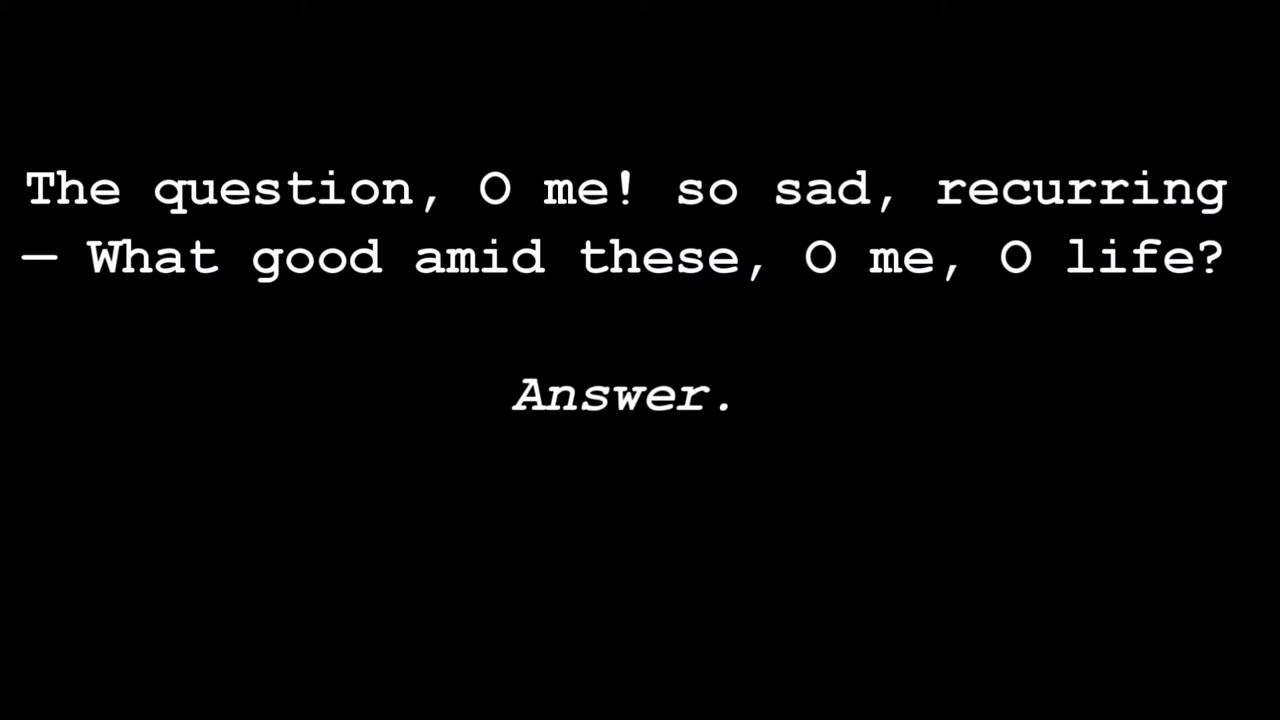 The question, O me! so sad, recurring
— What good amid these, O me, O life?
Answer.